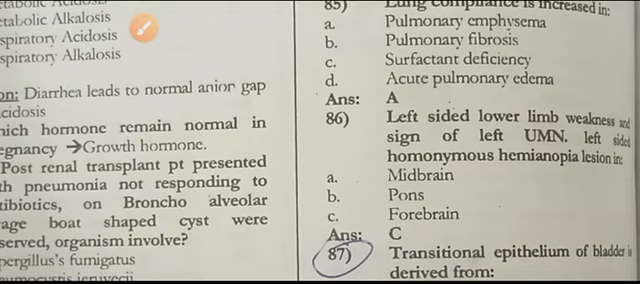 etabolic Alkalosis
spiratory Acidosis
spiratory Alkalosis
on: Diarrhea leads to normal anion gap
cidosis
hich hormone remain normal in
egnancy →Growth hormone.
Post renal transplant pt presented
th pneumonia not responding to
tibiotics, on Broncho alveolar
age boat shaped cyst were
served, organism involve?
pergillus's fumigatus
85) Lung compliance is increased in:
a. Pulmonary emphysema
b. Pulmonary fibrosis
c. Surfactant deficiency
d. Acute pulmonary edema
Ans: A
86) Left sided lower limb weakness and
sign of left UMN. left sided
homonymous hemianopia lesion in:
a. Midbrain
b. Pons
c. Forebrain
Ans: C
87) Transitional epithelium of bladder is
derived from: